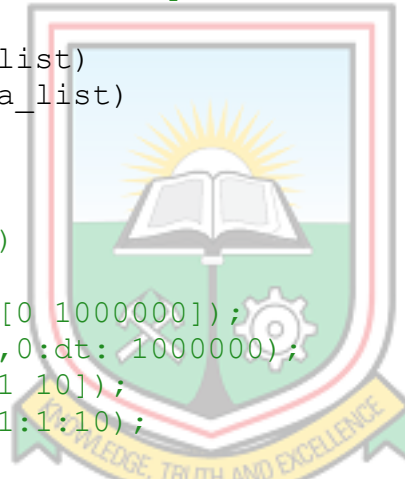 list)
a_list)
)
[0 1000000]);
,0:dt: 1000000);
1 10]);
1:1:10);
KNOWLEDGE, TRUTH AND EXCELLENCE